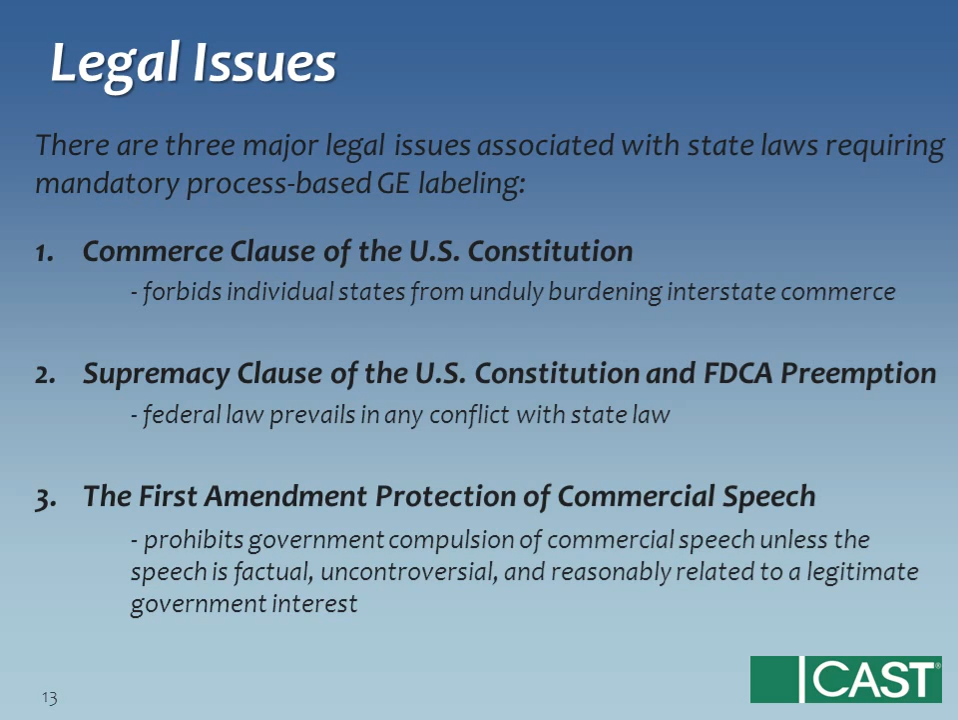 Legal Issues
There are three major legal issues associated with state laws requiring
mandatory process-based GE labeling:
1. Commerce Clause of the U.S. Constitution
- forbids individual states from unduly burdening interstate commerce
2. Supremacy Clause of the U.S. Constitution and FDCA Preemption
- federal law prevails in any conflict with state law
3. The First Amendment Protection of Commercial Speech
- prohibits government compulsion of commercial speech unless the
speech is factual, uncontroversial, and reasonably related to a legitimate
government interest
13
CAST®